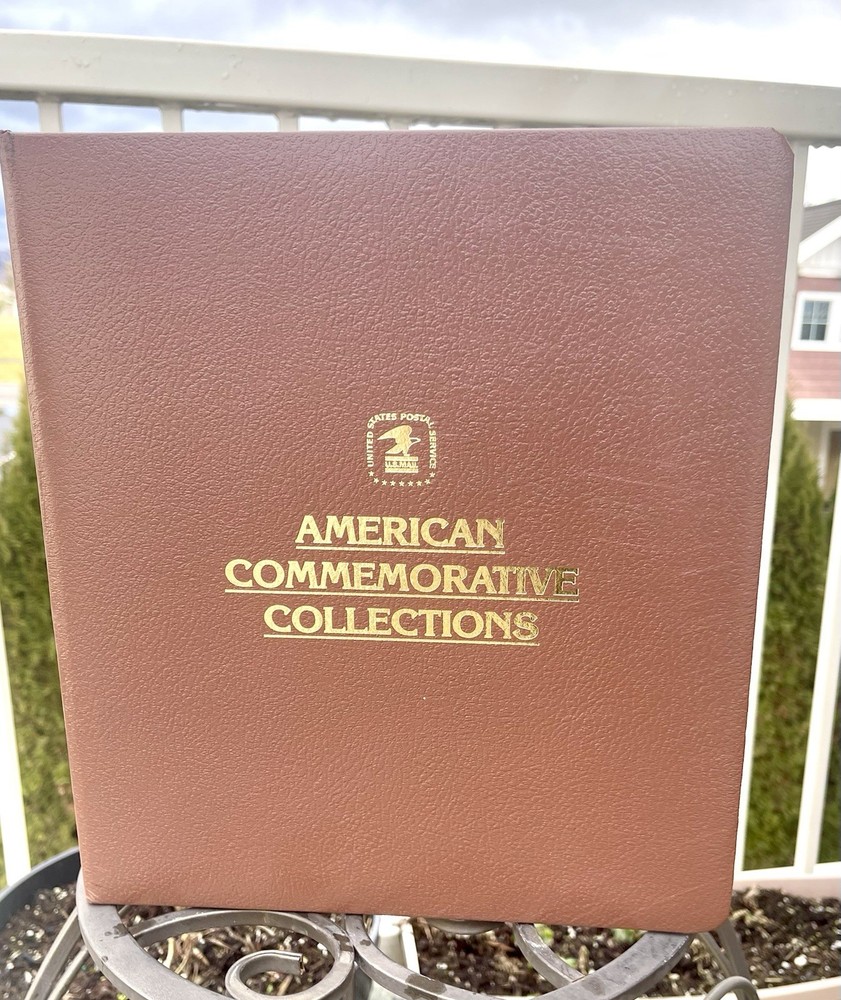 UNITED STATES POSTAL SERVICE
U.S.MAIL
AMERICAN
COMMEMORATIVE
COLLECTIONS